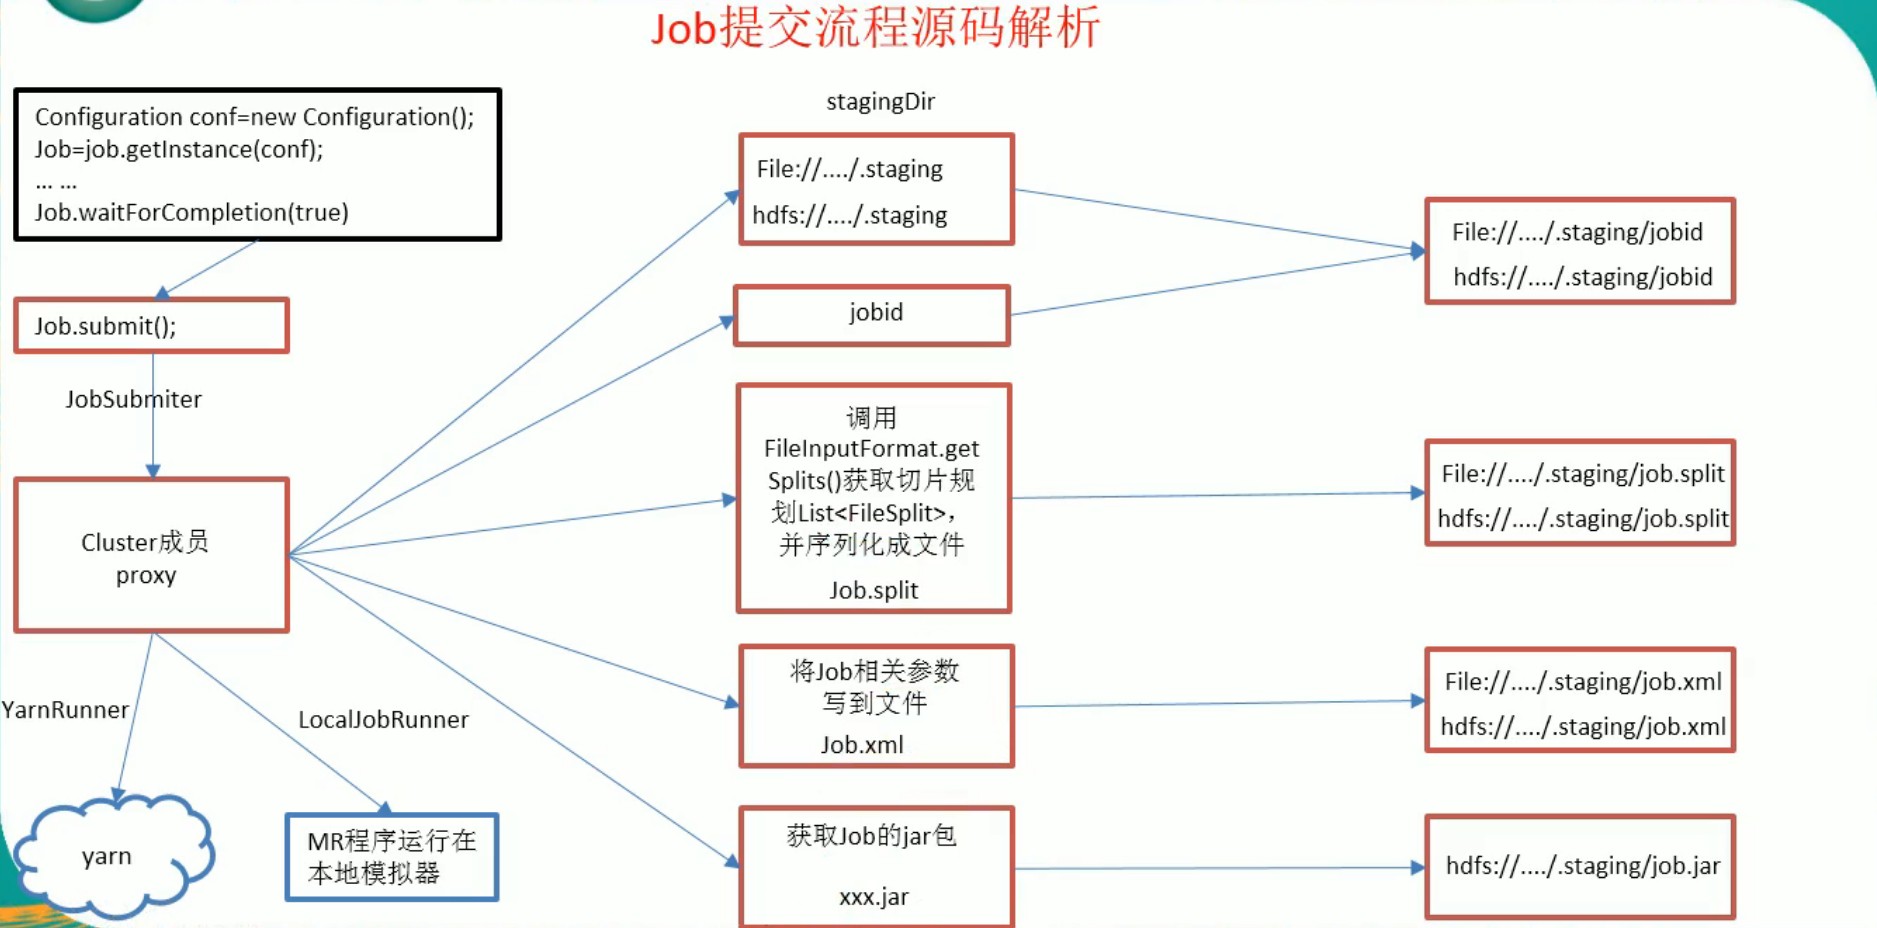 Job提交流程源码解析
Configuration conf=new Configuration();
Job=job.getInstance(conf);
... ...
Job.waitForCompletion(true)
Job.submit();
JobSubmiter
Cluster成员
proxy
YarnRunner
LocalJobRunner
yarn
MR程序运行在
本地模拟器
stagingDir
File://..../.staging
hdfs://..../.staging
jobid
调用
FileInputFormat.get
Splits()获取切片规
划List<FileSplit>，
并序列化成文件
Job.split
将Job相关参数
写到文件
Job.xml
获取Job的jar包
xxx.jar
File://..../.staging/jobid
hdfs://..../.staging/jobid
File://..../.staging/job.split
hdfs://..../.staging/job.split
File://..../.staging/job.xml
hdfs://..../.staging/job.xml
hdfs://..../.staging/job.jar